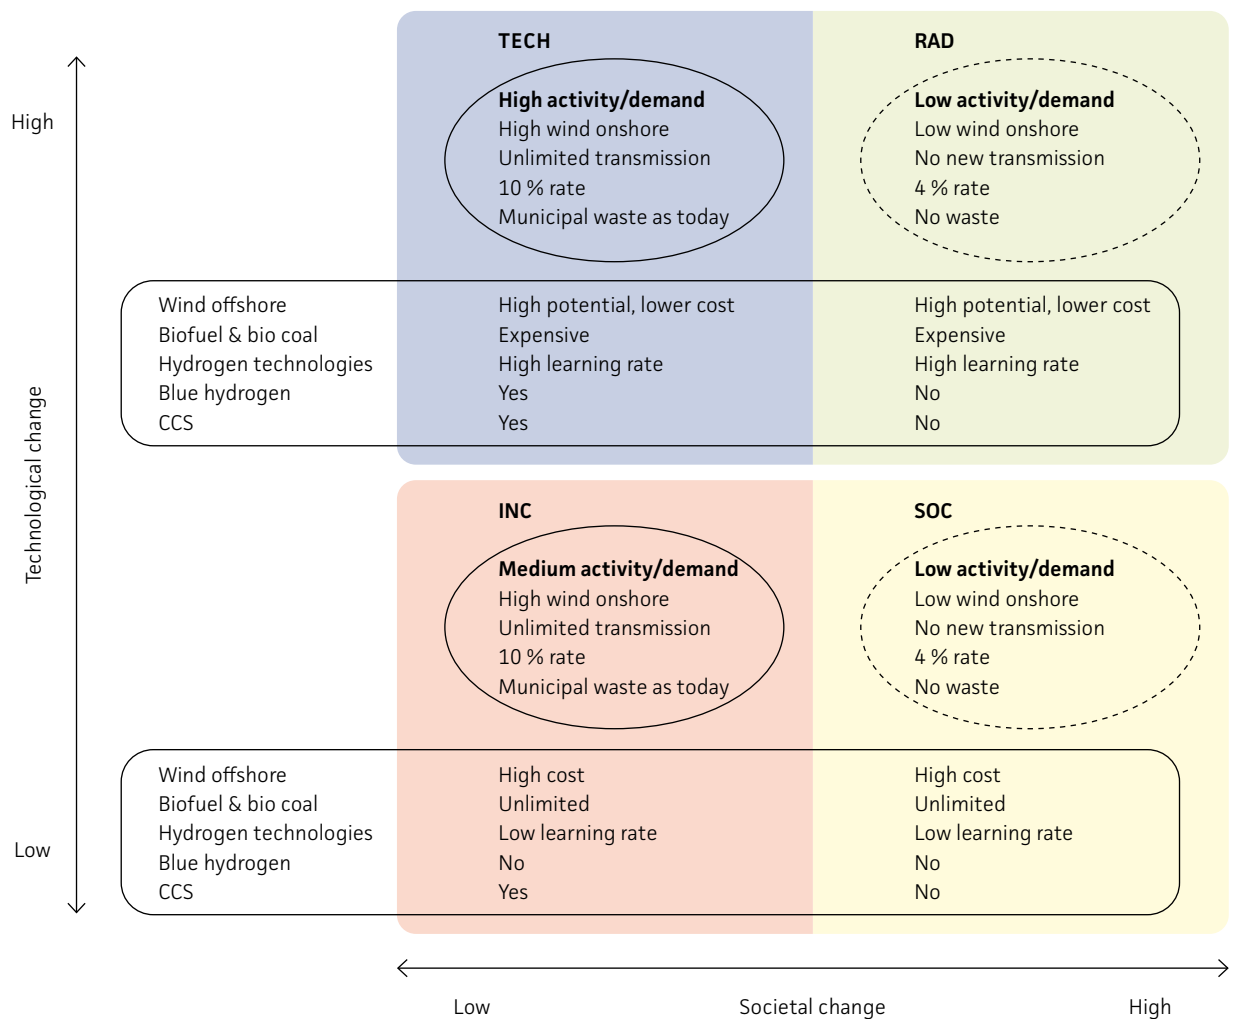 TECH
High activity/demand
High wind onshore
Unlimited transmission
10 % rate
Municipal waste as today
RAD
Low activity/demand
Low wind onshore
No new transmission
4 % rate
No waste
High
Wind offshore High potential, lower cost High potential, lower cost
Biofuel & bio coal Expensive Expensive
Hydrogen technologies High learning rate High learning rate
Blue hydrogen Yes No
CCS Yes No
Technological change
INC
Medium activity/demand
High wind onshore
Unlimited transmission
10 % rate
Municipal waste as today
SOC
Low activity/demand
Low wind onshore
No new transmission
4 % rate
No waste
Wind offshore High cost High cost
Biofuel & bio coal Unlimited Unlimited
Hydrogen technologies Low learning rate Low learning rate
Low
Blue hydrogen No No
CCS Yes No
Low Societal change High